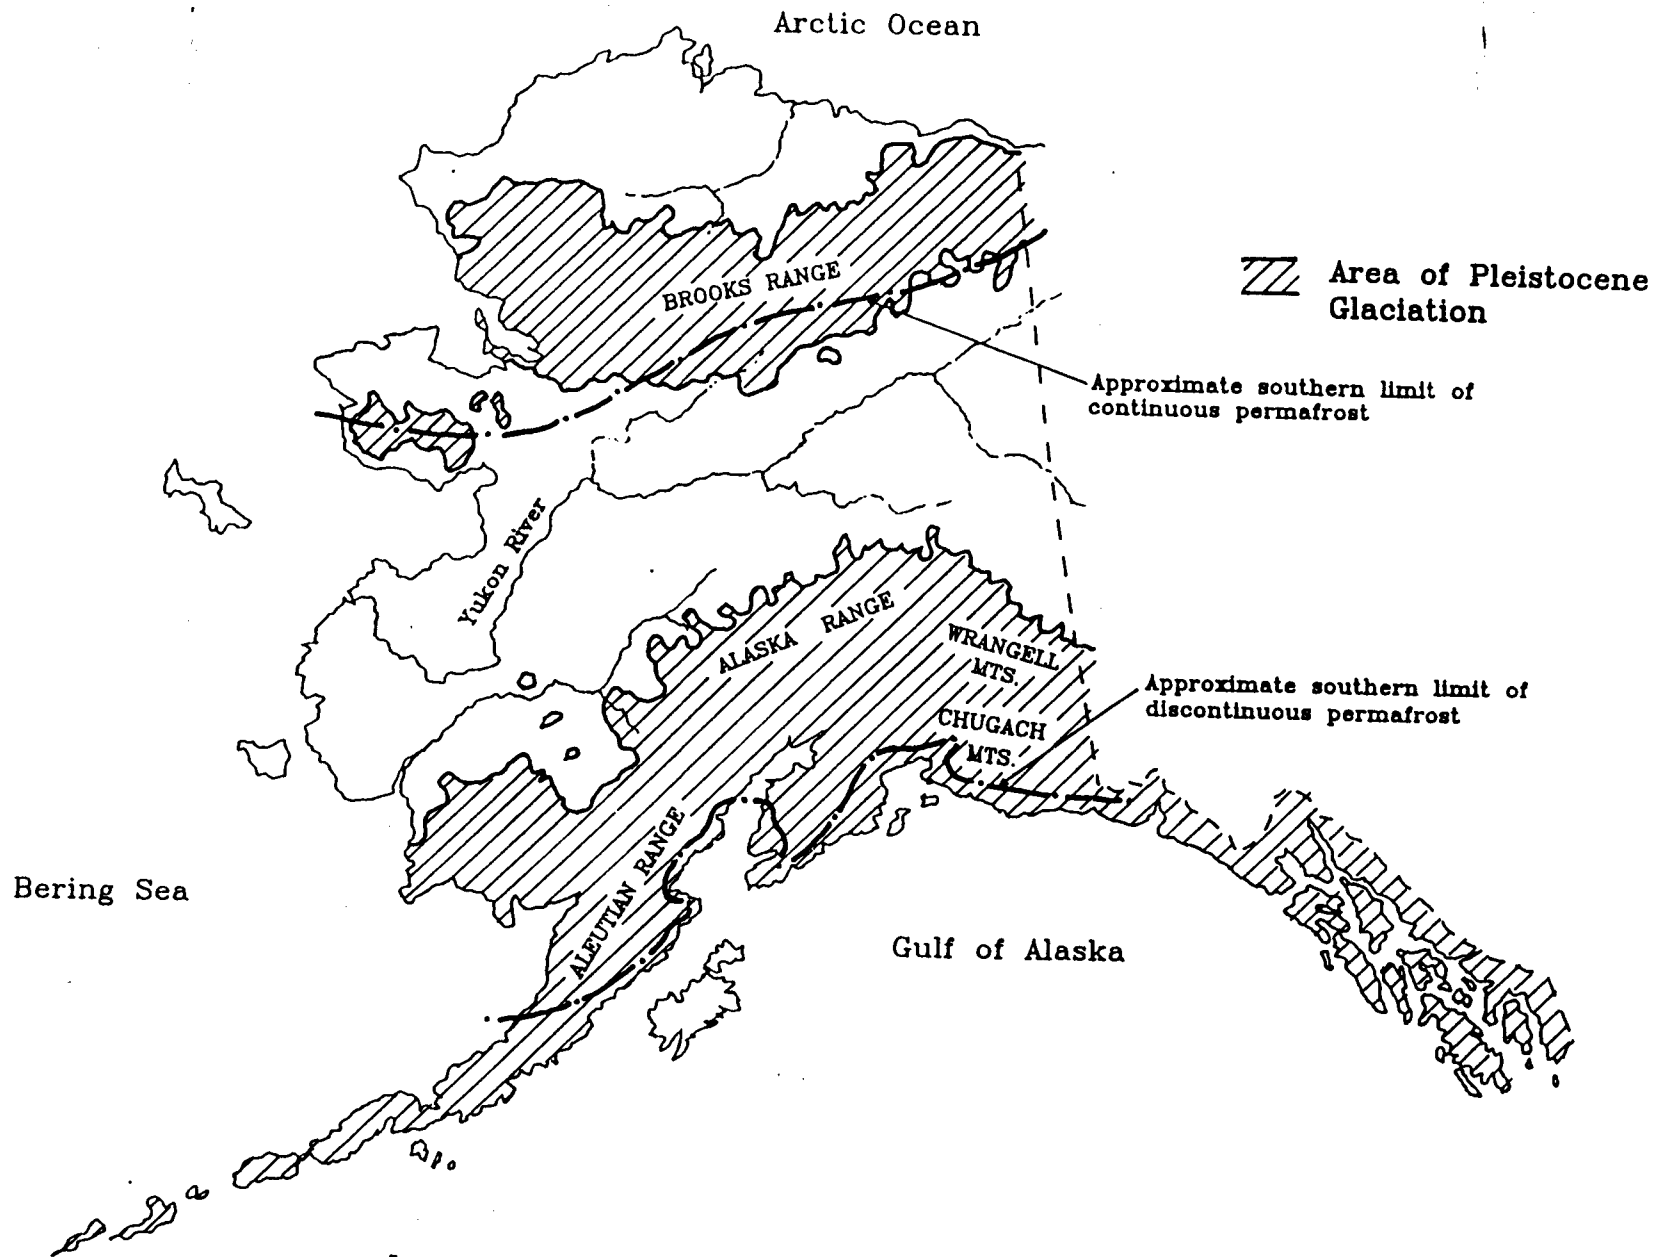 Arctic Ocean
BROOKS RANGE
Area of Pleistocene
Glaciation
Approximate southern limit of
continuous permafrost
Yukon River
ALASKA RANGE
WRANGELL
MTS.
Approximate southern limit of
discontinuous permafrost
CHUGACH
MTS.
ALEUTIAN RANGE
Bering Sea
Gulf of Alaska